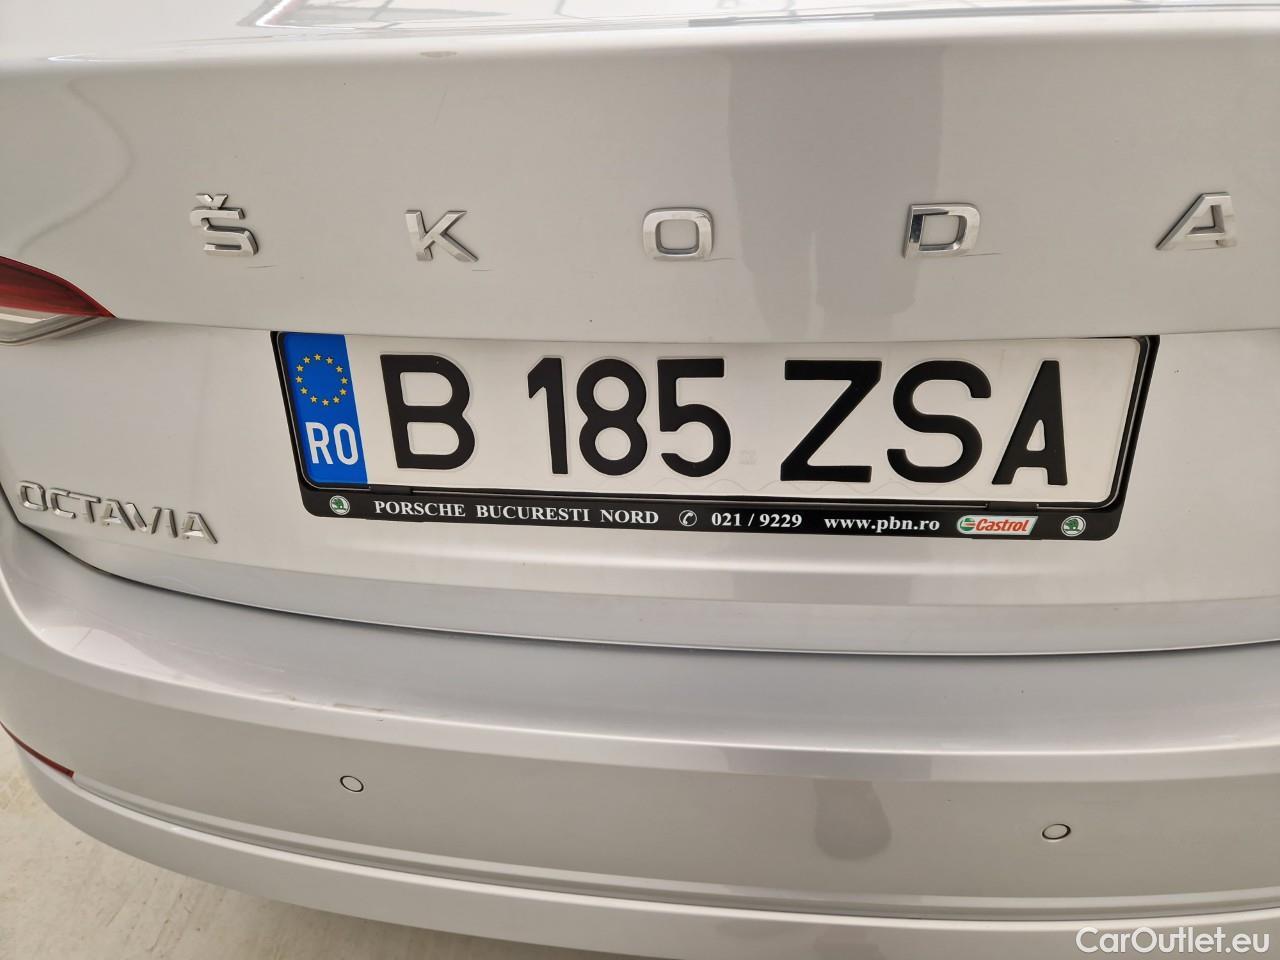 ŠKODA
RO B 185 ZSA
OCTAVIA
PORSCHE BUCURESTI NORD ✆ 021 / 9229 www.pbn.ro Castrol
CarOutlet.eu